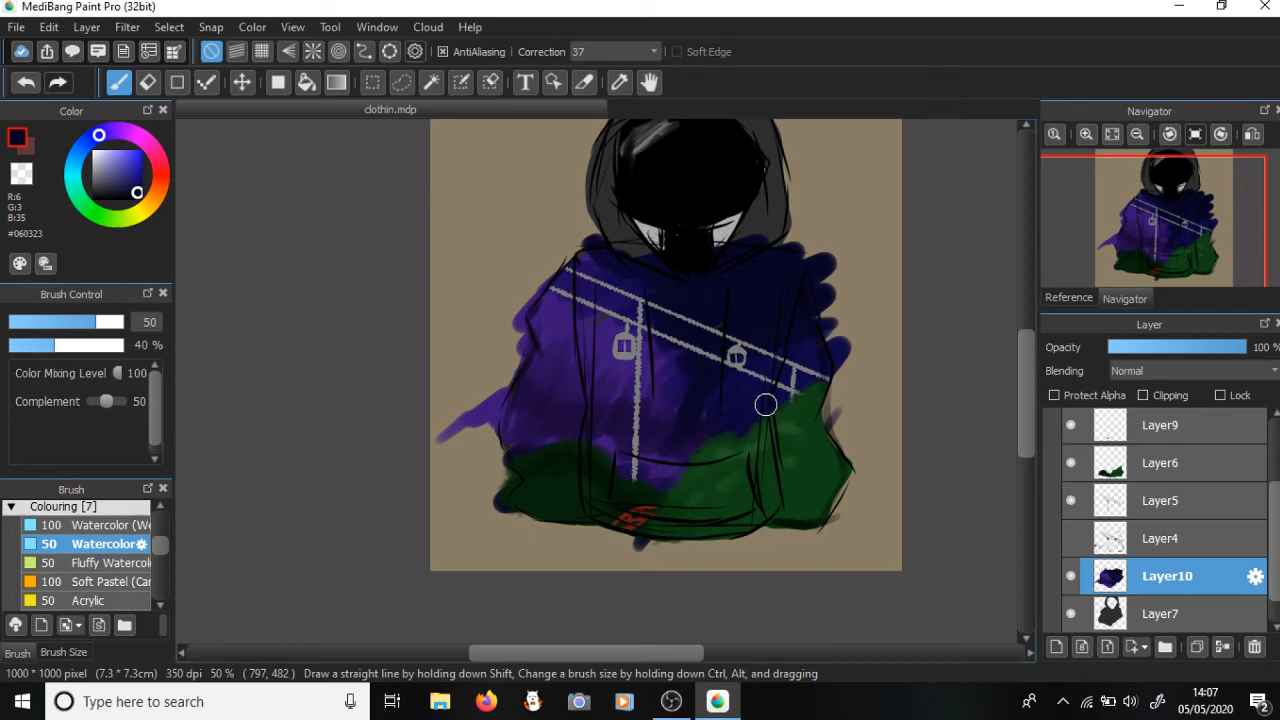 MediBang Paint Pro (32bit)
File Edit Layer Filter Select Snap Color View Tool Window Cloud Help
AntiAliasing Correction 37 Soft Edge
Color
clothin.mdp
Navigator
R:6
G:3
B:35
#060323
Brush Control
50
40 %
Color Mixing Level 100
Complement 50
Reference Navigator
Layer
Opacity 100 %
Blending Normal
Protect Alpha Clipping Lock
Layer9
Layer6
Layer5
Layer4
Layer10
Layer7
Brush
Colouring [7]
100 Watercolor (We
50 Watercolor
50 Fluffy Watercolo
100 Soft Pastel (Can
50 Acrylic
Brush Brush Size
1000 * 1000 pixel (7.3 * 7.3cm) 350 dpi 50 % ( 797, 482 ) Draw a straight line by holding down Shift, Change a brush size by holding down Ctrl, Alt, and dragging
Type here to search
14:07
05/05/2020
2